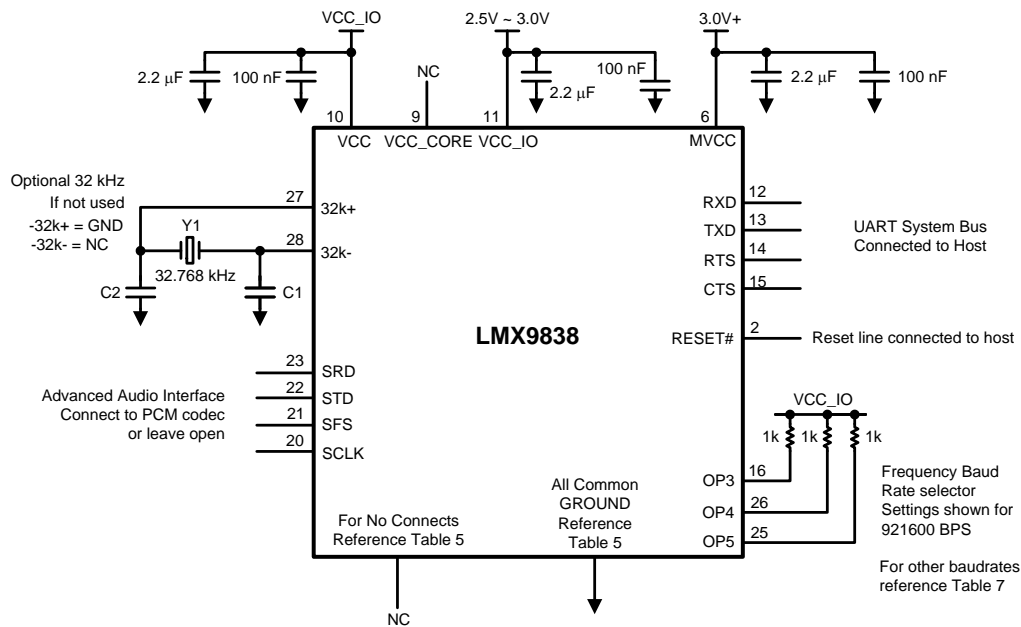 VCC_IO
2.5V ~ 3.0V
3.0V+
2.2 μF
100 nF
NC
2.2 μF
100 nF
2.2 μF
100 nF
10
9
11
6
VCC
VCC_CORE
VCC_IO
MVCC
Optional 32 kHz
If not used
-32k+ = GND
-32k- = NC
27
32k+
Y1
28
32k-
32.768 kHz
C2
C1
RXD
12
TXD
13
RTS
14
CTS
15
UART System Bus
Connected to Host
LMX9838
RESET#
2
Reset line connected to host
Advanced Audio Interface
Connect to PCM codec
or leave open
23
SRD
22
STD
21
SFS
20
SCLK
VCC_IO
1k
1k
1k
OP3
16
OP4
26
OP5
25
Frequency Baud
Rate selector
Settings shown for
921600 BPS
For other baudrates
reference Table 7
For No Connects
Reference Table 5
All Common
GROUND
Reference
Table 5
NC